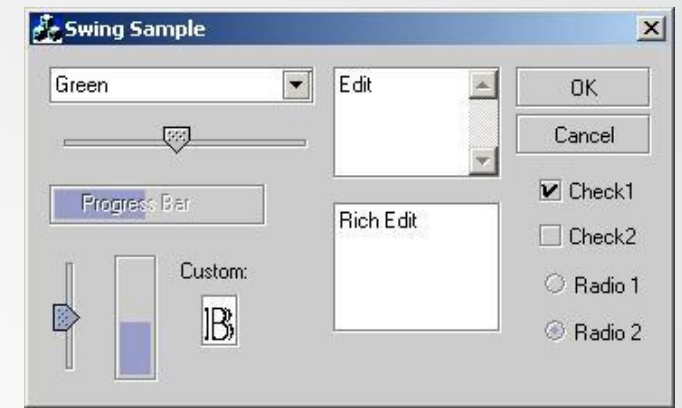 Swing Sample
Green
Edit
OK
Cancel
Progress Bar
Rich Edit
Check1
Check2
Custom:
B
Radio 1
Radio 2